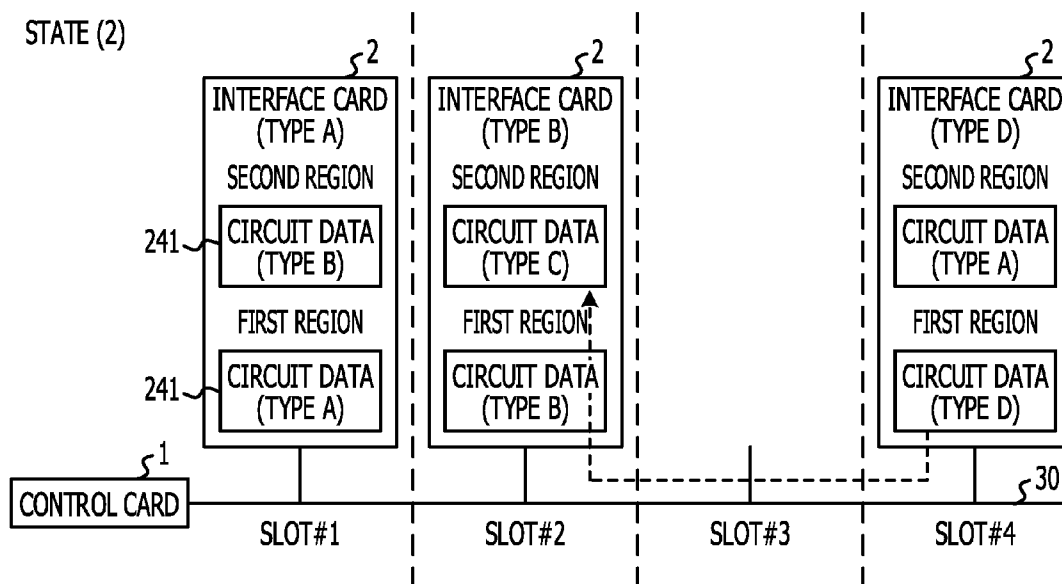 STATE (2)
2
2
2
INTERFACE CARD
(TYPE A)
SECOND REGION
241
CIRCUIT DATA
(TYPE B)
FIRST REGION
241
CIRCUIT DATA
(TYPE A)
INTERFACE CARD
(TYPE B)
SECOND REGION
CIRCUIT DATA
(TYPE C)
FIRST REGION
CIRCUIT DATA
(TYPE B)
INTERFACE CARD
(TYPE D)
SECOND REGION
CIRCUIT DATA
(TYPE A)
FIRST REGION
CIRCUIT DATA
(TYPE D)
1
CONTROL CARD
30
SLOT#1
SLOT#2
SLOT#3
SLOT#4